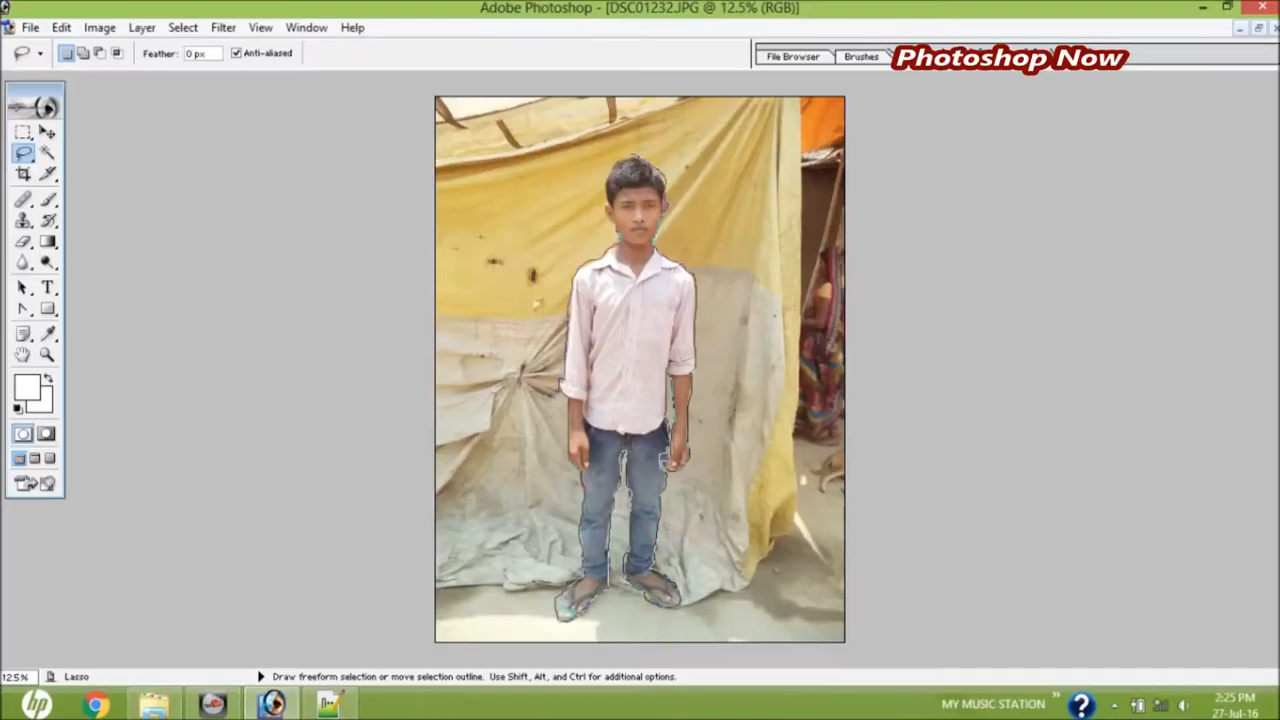 Adobe Photoshop - [DSC01232.JPG @ 12.5% (RGB)]
File Edit Image Layer Select Filter View Window Help
Feather: 0 px Anti-aliased
File Browser Brushes
Photoshop Now
T
12.5% Lasso Draw freeform selection or move selection outline. Use Shift, Alt, and Ctrl for additional options.
hp
MY MUSIC STATION
2:25 PM
27-Jul-16